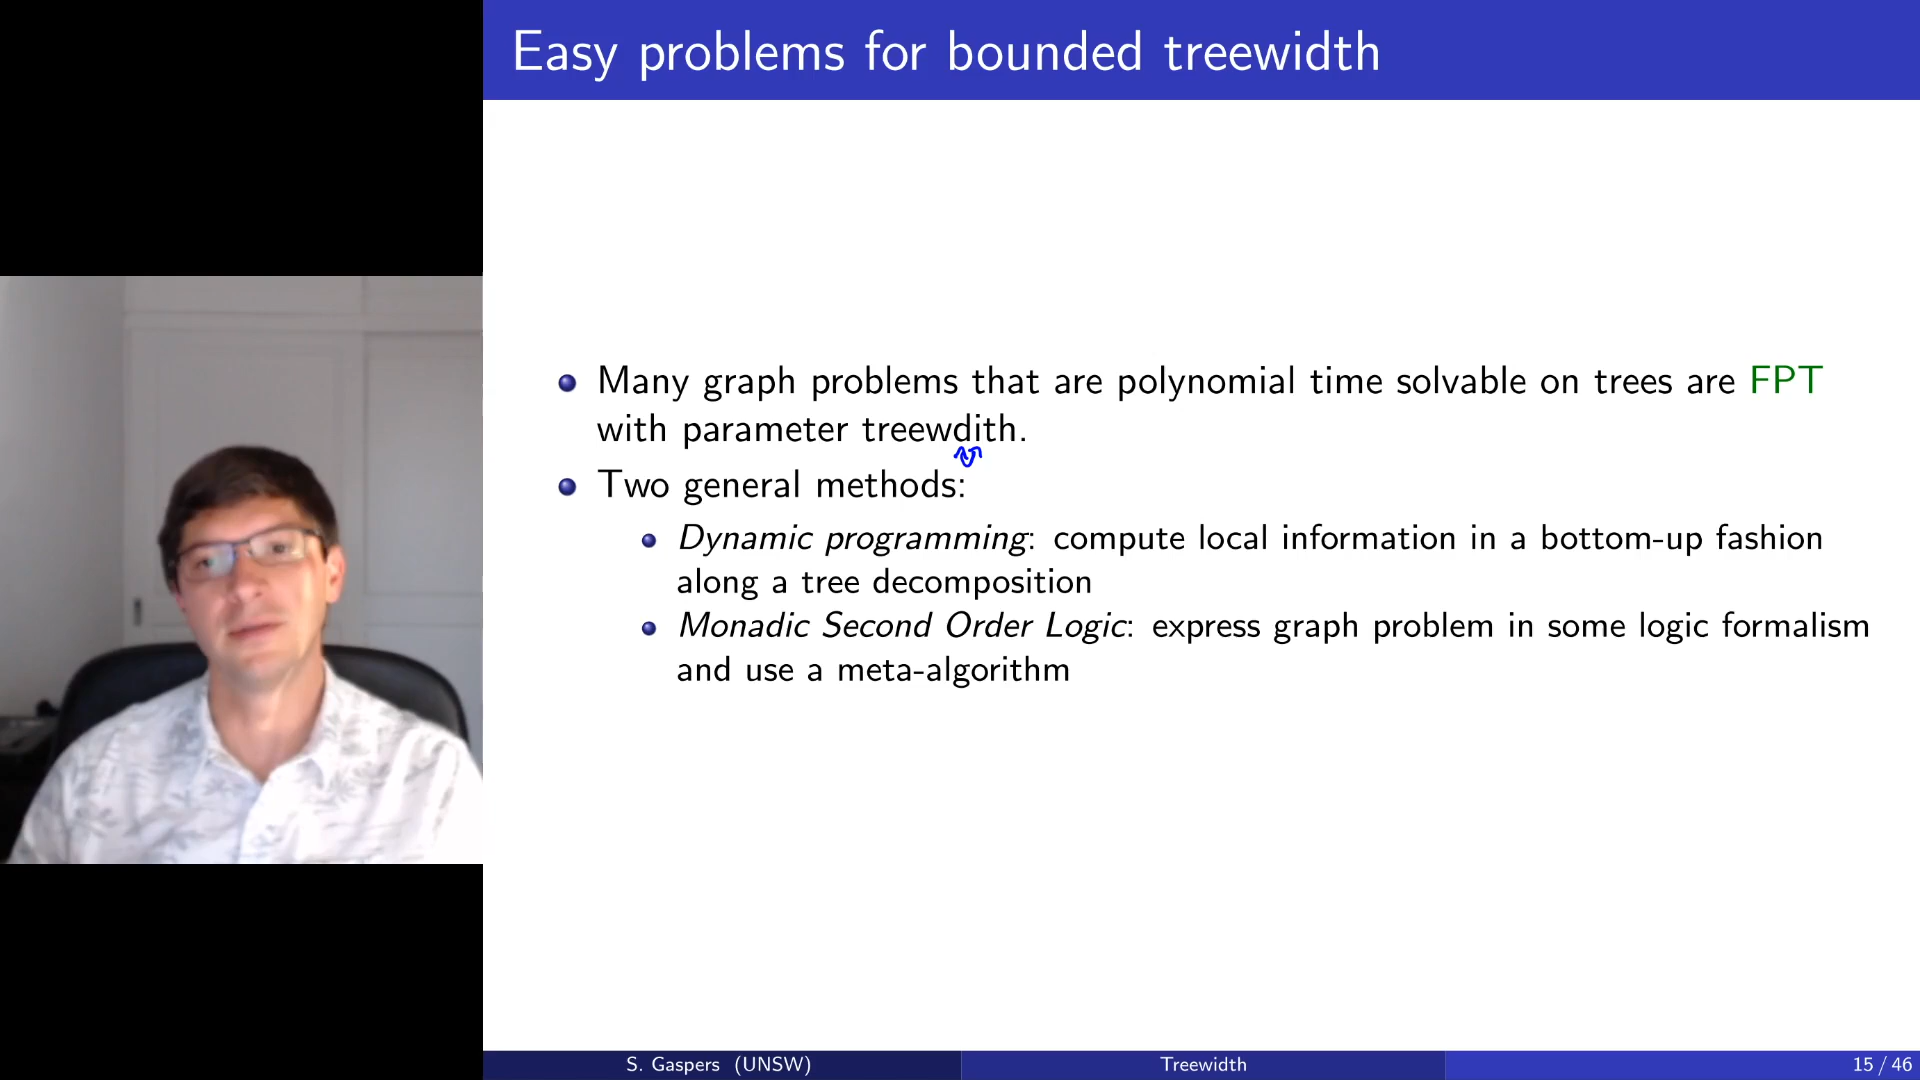 Easy problems for bounded treewidth
Many graph problems that are polynomial time solvable on trees are FPT
with parameter treewdith.
Two general methods:
Dynamic programming: compute local information in a bottom-up fashion
along a tree decomposition
Monadic Second Order Logic: express graph problem in some logic formalism
and use a meta-algorithm
S. Gaspers (UNSW) Treewidth 15 / 46